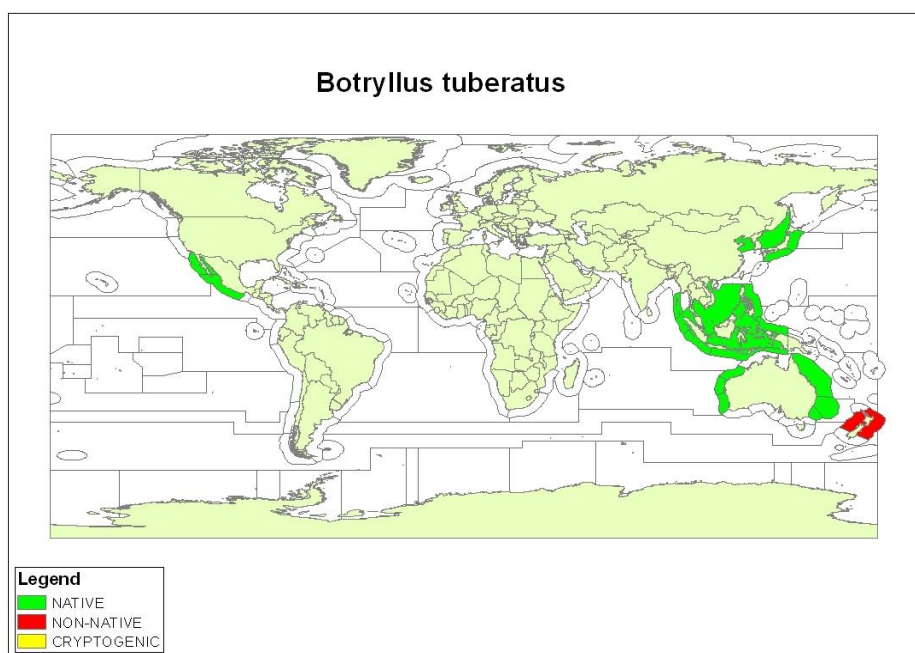 Botryllus tuberatus
Legend
NATIVE
NON-NATIVE
CRYPTOGENIC